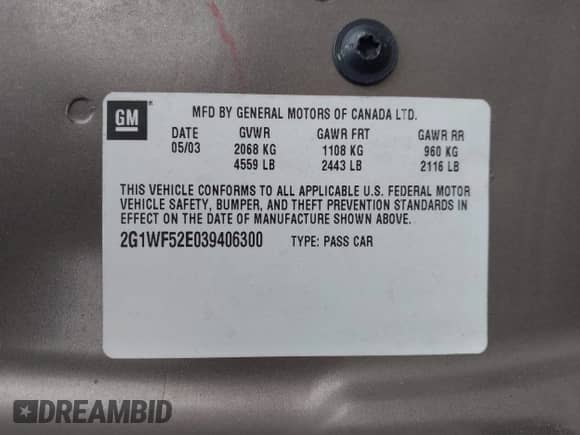 GM
MFD BY GENERAL MOTORS OF CANADA LTD.
DATE GVWR GAWR FRT GAWR RR
05/03 2068 KG 1108 KG 960 KG
4559 LB 2443 LB 2116 LB
THIS VEHICLE CONFORMS TO ALL APPLICABLE U.S. FEDERAL MOTOR
VEHICLE SAFETY, BUMPER, AND THEFT PREVENTION STANDARDS IN
EFFECT ON THE DATE OF MANUFACTURE SHOWN ABOVE.
2G1WF52E039406300 TYPE: PASS CAR
DREAMBID